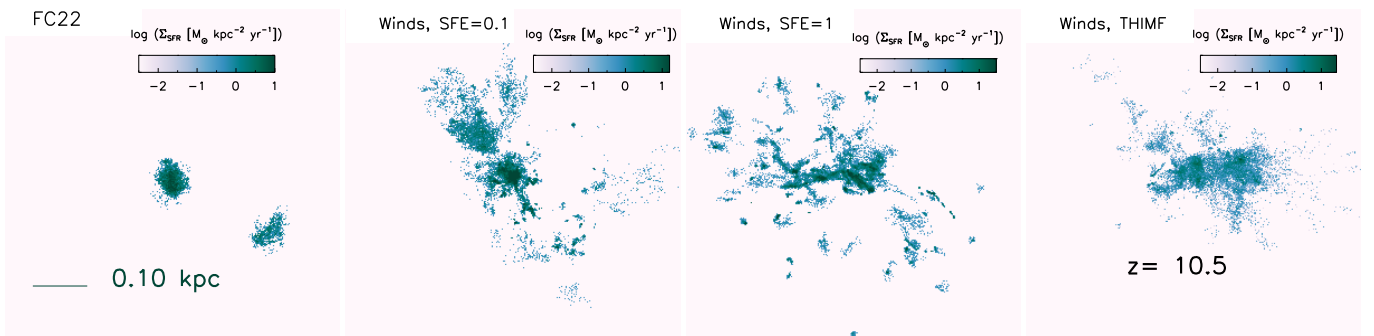 FC22
log (Σ_SFR [M_⊙ kpc⁻² yr⁻¹])
−2 −1 0 1
0.10 kpc
Winds, SFE=0.1
log (Σ_SFR [M_⊙ kpc⁻² yr⁻¹])
−2 −1 0 1
Winds, SFE=1
log (Σ_SFR [M_⊙ kpc⁻² yr⁻¹])
−2 −1 0 1
Winds, THIMF
log (Σ_SFR [M_⊙ kpc⁻² yr⁻¹])
−2 −1 0 1
z= 10.5